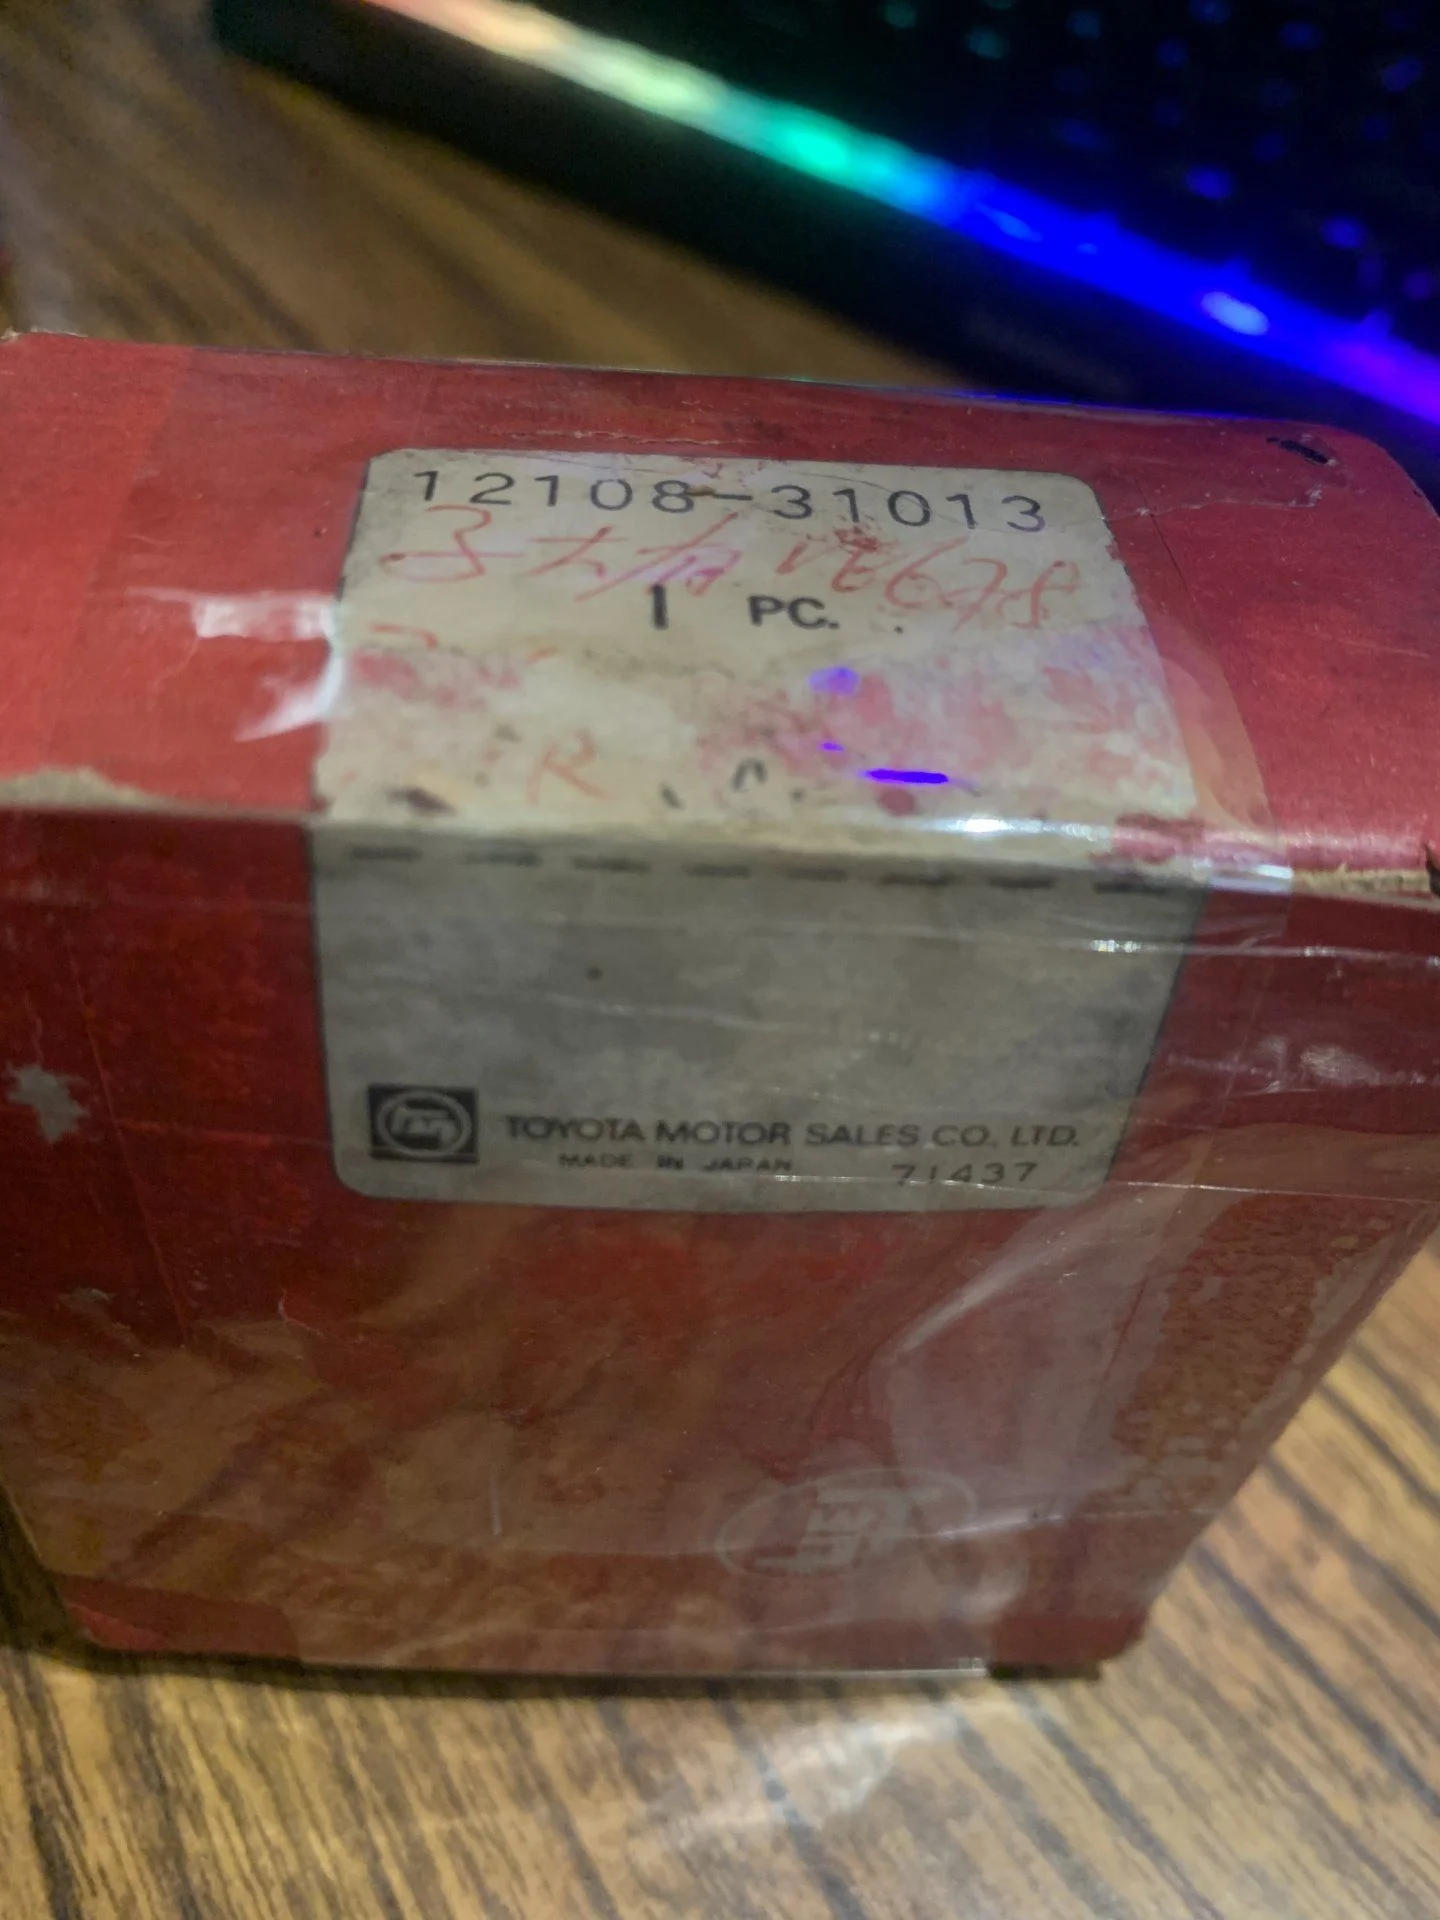 12108-31013
1 PC.
R
TOYOTA MOTOR SALES CO. LTD.
MADE IN JAPAN 71437